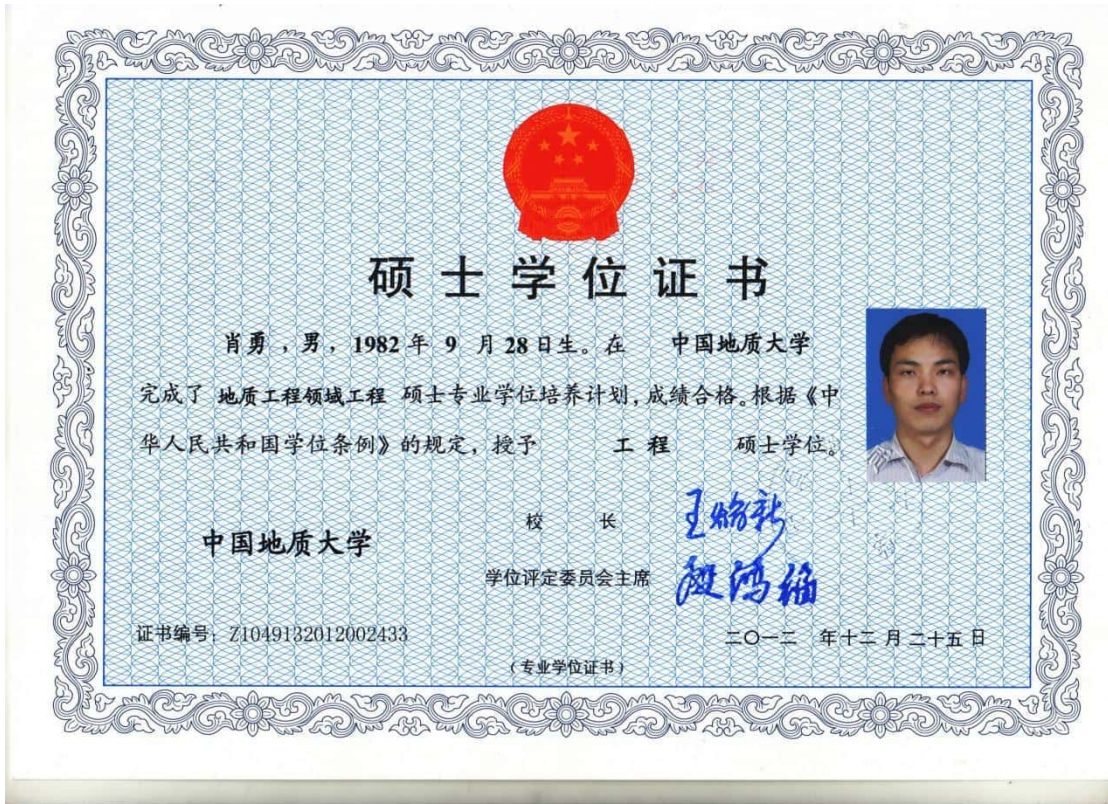 硕士学位证书
肖勇，男，1982年 9 月28日生。在 中国地质大学
完成了 地质工程领域工程 硕士专业学位培养计划，成绩合格。根据《中
华人民共和国学位条例》的规定，授予 工程 硕士学位。
校 长 王焰新
中国地质大学
学位评定委员会主席 殷鸿福
证书编号：Z1049132012002433
二〇一二 年十二月二十五日
（专业学位证书）